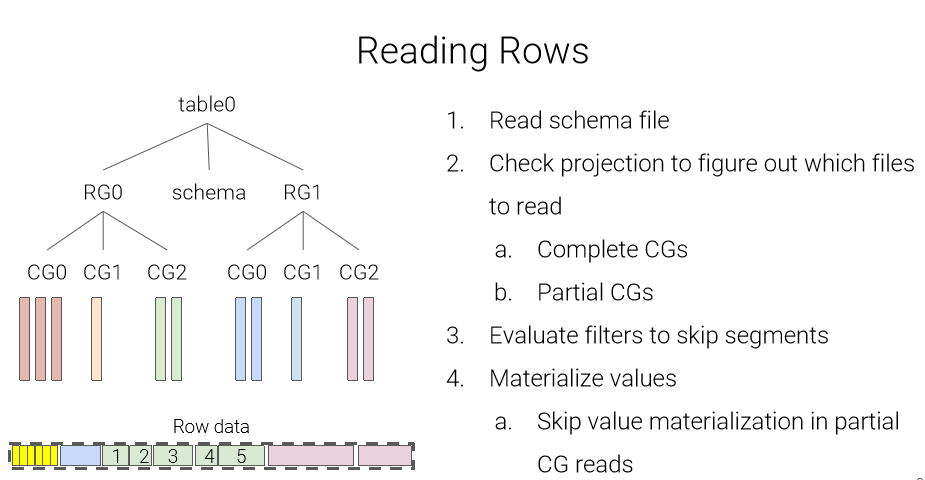 Reading Rows
table0
RG0 schema RG1
CG0 CG1 CG2 CG0 CG1 CG2
Row data
1 2 3 4 5
1. Read schema file
2. Check projection to figure out which files
to read
a. Complete CGs
b. Partial CGs
3. Evaluate filters to skip segments
4. Materialize values
a. Skip value materialization in partial
CG reads